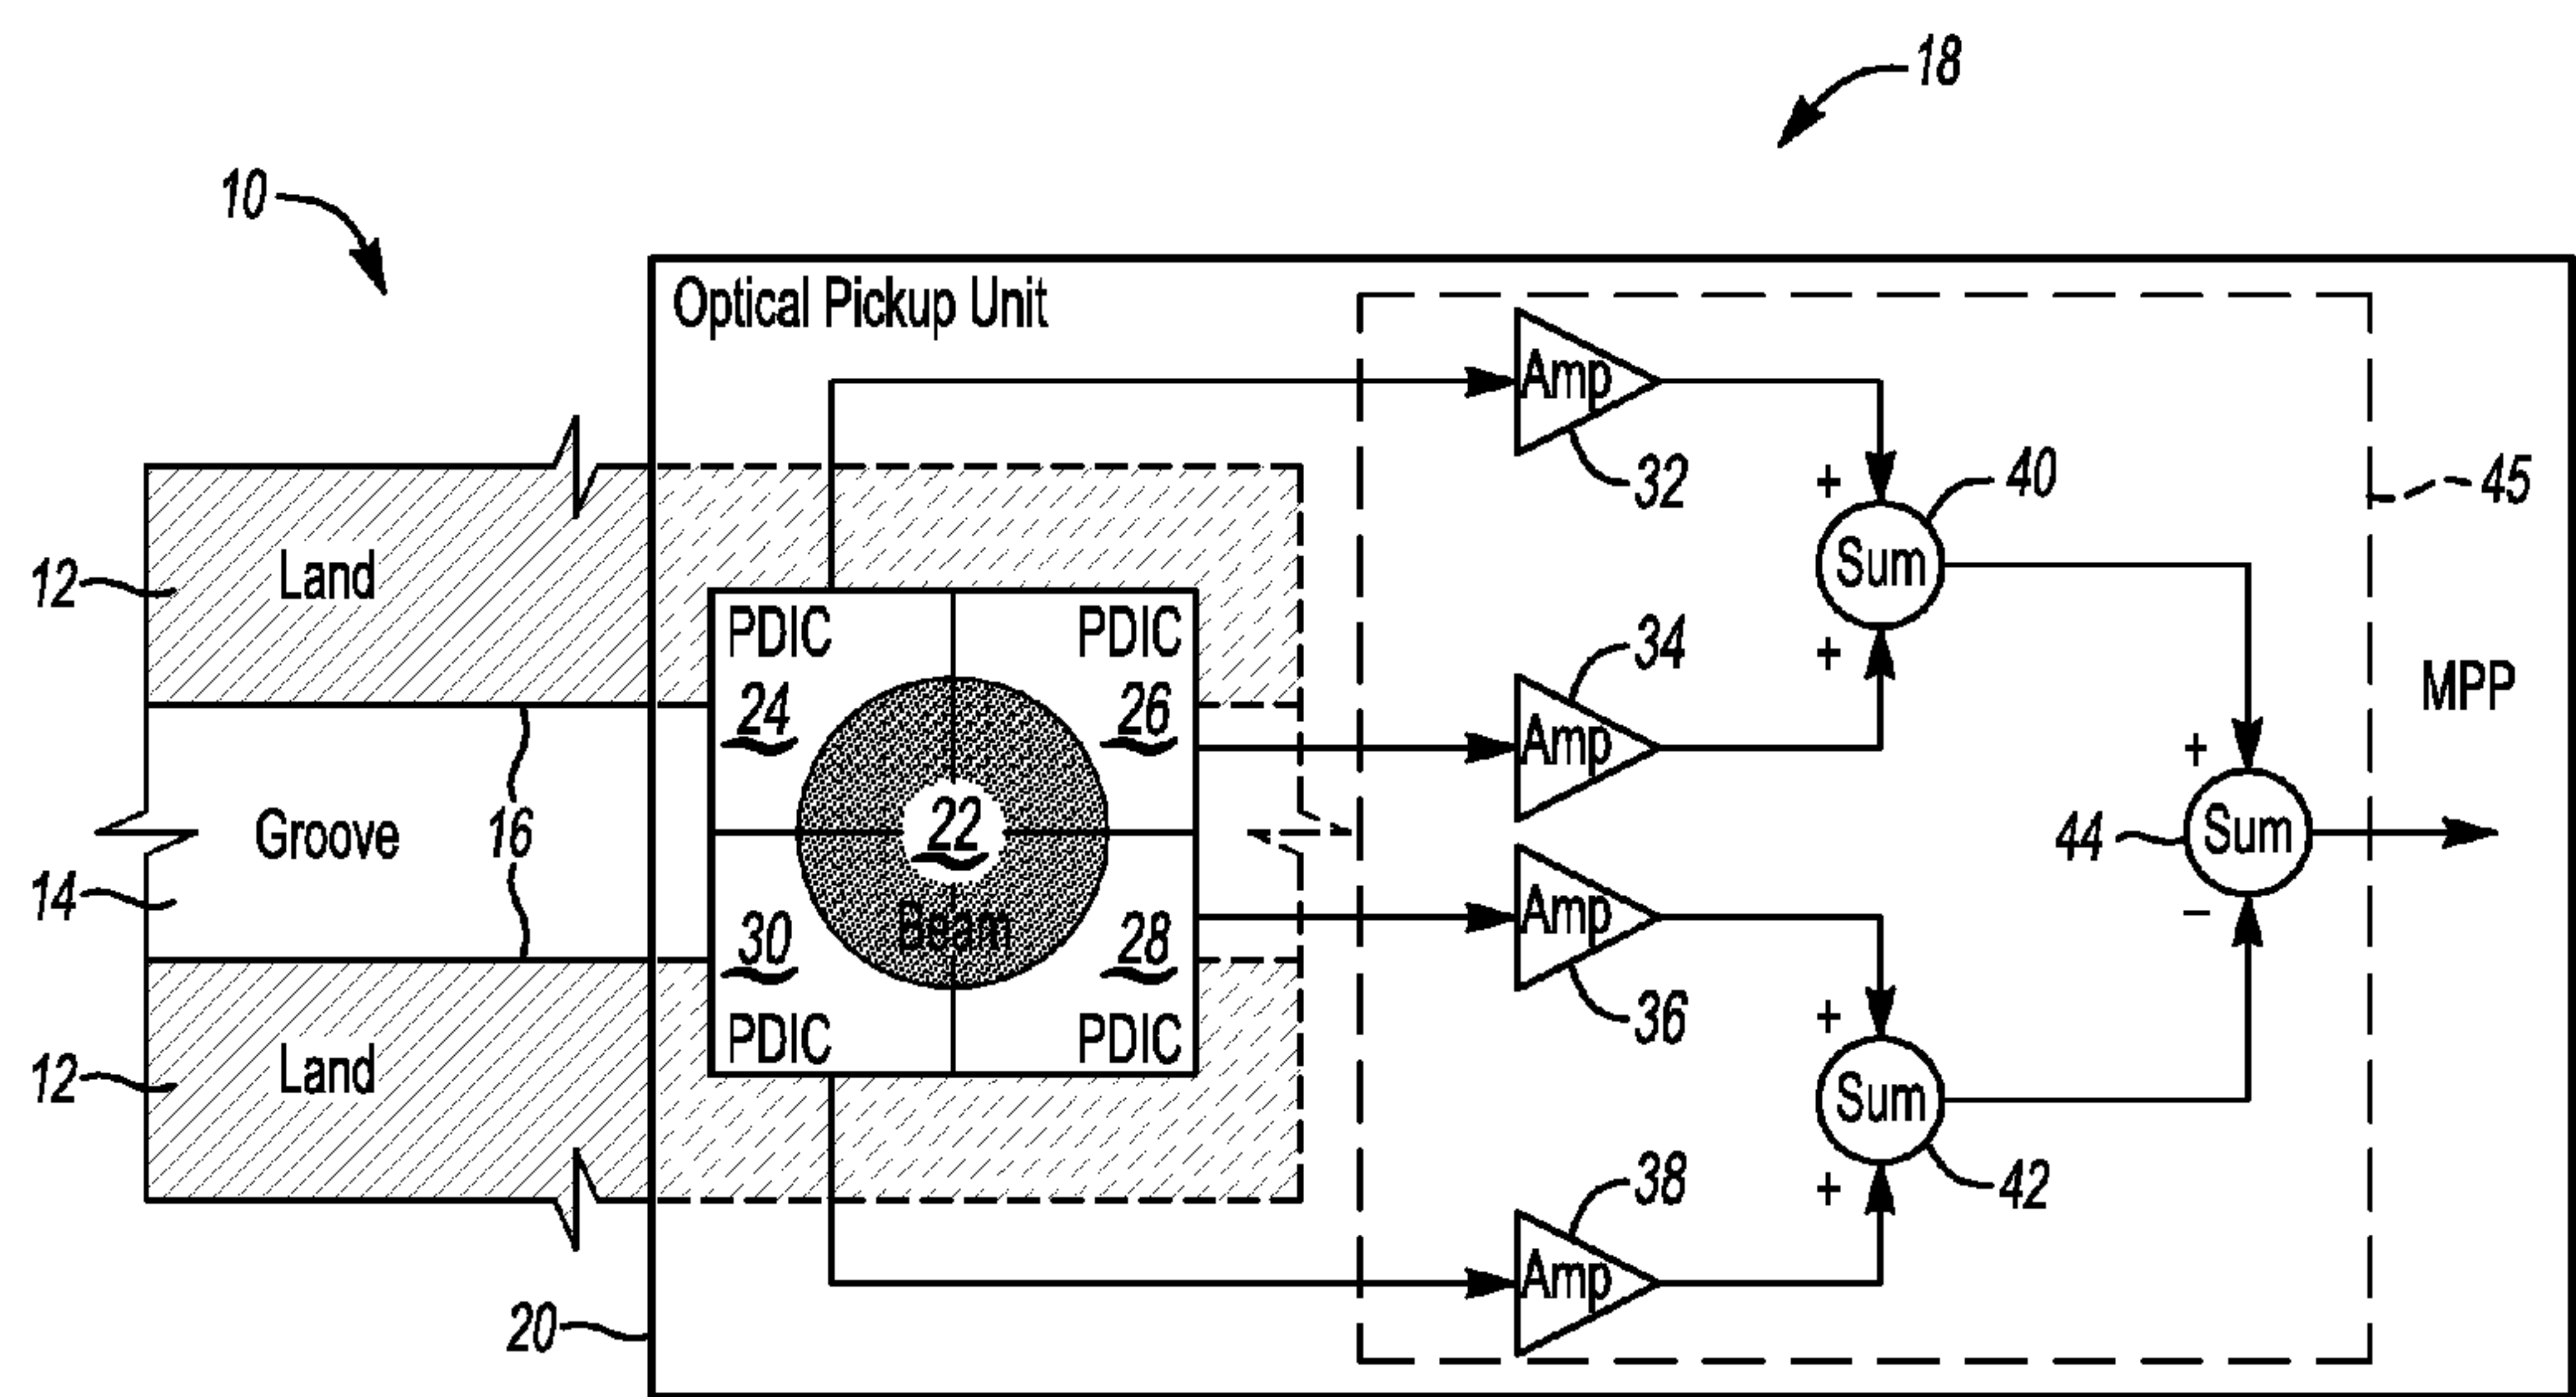 18
10
Optical Pickup Unit
Amp
32
+
40
Sum
45
12
Land
PDIC
PDIC
24
26
+
34
Amp
MPP
Groove
16
22
Beam
+
44
Sum
14
30
28
Amp
−
36
+
PDIC
PDIC
12
Land
Sum
42
38
+
Amp
20